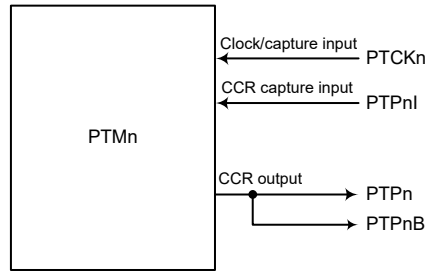 Clock/capture input
PTCKn
CCR capture input
PTPnI
PTMn
CCR output
PTPn
PTPnB